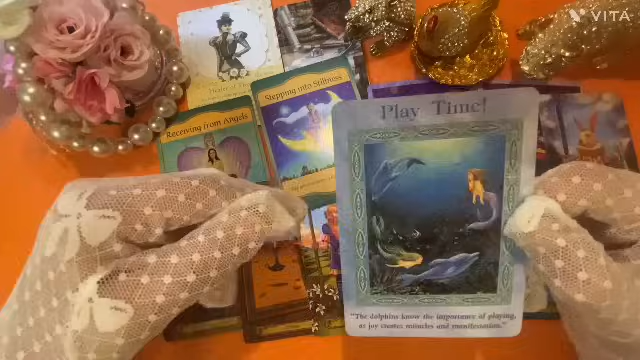 VITA
Stepping into Stillness
Receiving from Angels
Play Time!
"The dolphins know the importance of playing,
as joy creates miracles and manifestation."